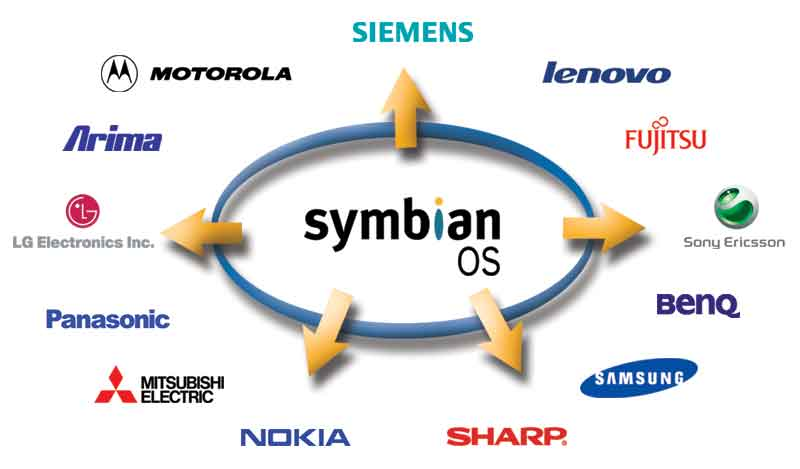 SIEMENS
MOTOROLA
lenovo
Arima
FUJITSU
symbian
OS
LG
LG Electronics Inc.
Sony Ericsson
Panasonic
BenQ
MITSUBISHI
ELECTRIC
SAMSUNG
NOKIA
SHARP®